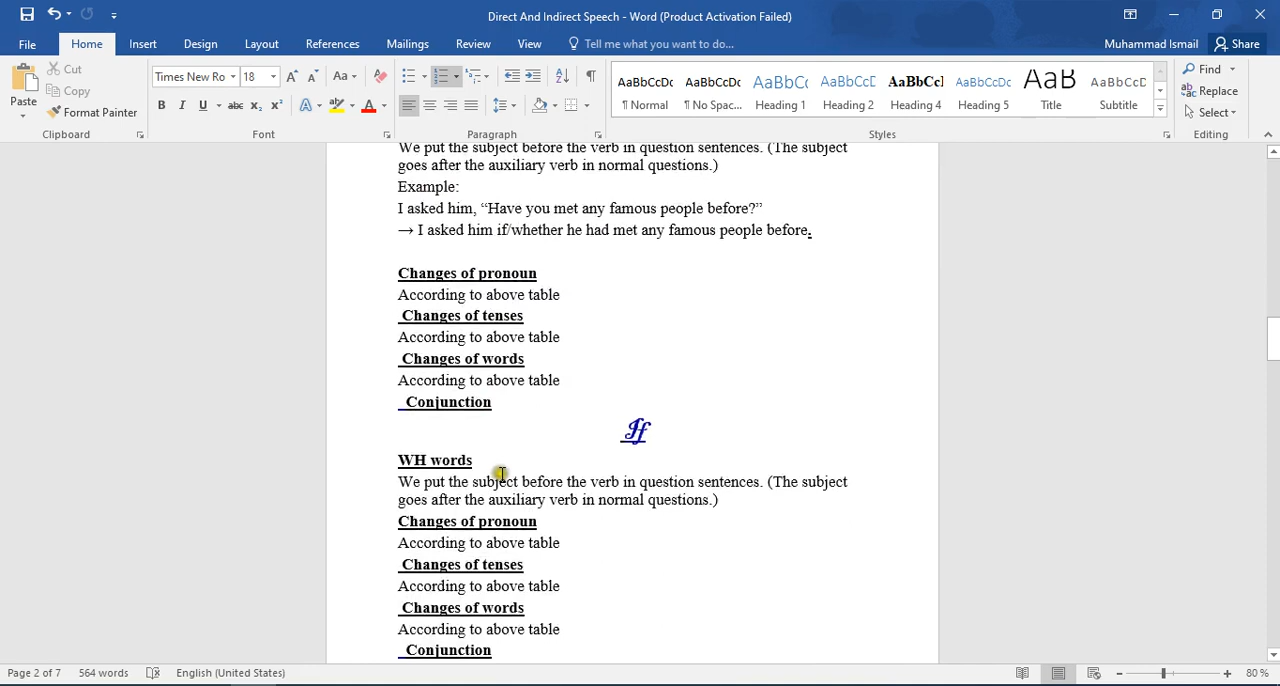 Direct And Indirect Speech - Word (Product Activation Failed)
File Home Insert Design Layout References Mailings Review View Tell me what you want to do... Muhammad Ismail Share
Paste
Cut
Copy
Format Painter
Clipboard
Times New Ro 18
Font
Paragraph
AaBbCcDc AaBbCcDc AaBbC( AaBbCcE AaBbCcI AaBbCcDc AaB AaBbCcD
¶ Normal ¶ No Spac... Heading 1 Heading 2 Heading 4 Heading 5 Title Subtitle
Styles
Find
Replace
Select
Editing
We put the subject before the verb in question sentences. (The subject
goes after the auxiliary verb in normal questions.)
Example:
I asked him, “Have you met any famous people before?”
→ I asked him if/whether he had met any famous people before.
Changes of pronoun
According to above table
Changes of tenses
According to above table
Changes of words
According to above table
Conjunction
If
WH words
We put the subject before the verb in question sentences. (The subject
goes after the auxiliary verb in normal questions.)
Changes of pronoun
According to above table
Changes of tenses
According to above table
Changes of words
According to above table
Conjunction
Page 2 of 7 564 words English (United States) 80 %